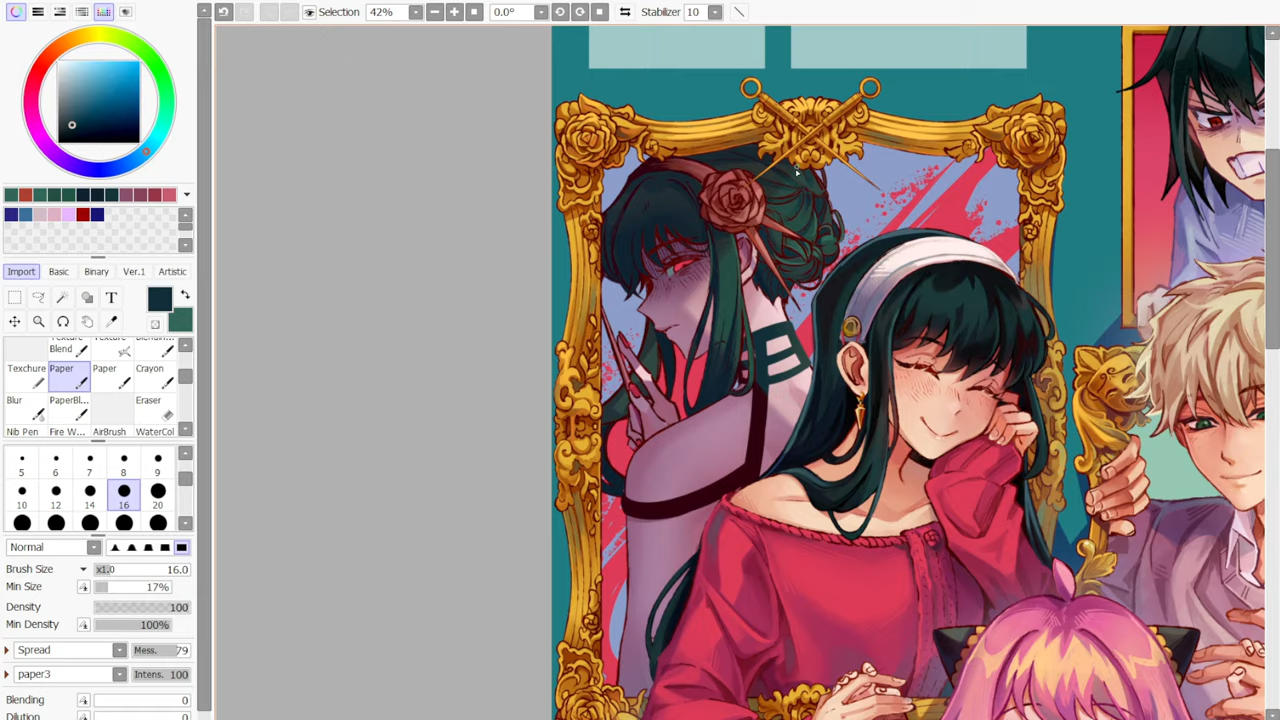 Selection 42% 0.0° Stabilizer 10
Import Basic Binary Ver.1 Artistic
T
Blend
Texchure Paper Paper Crayon
Blur PaperBl... Eraser
Nib Pen Fire W... AirBrush WaterCol
5 6 7 8 9
10 12 14 16 20
Normal
Brush Size x1.0 16.0
Min Size 17%
Density 100
Min Density 100%
Spread Mess. 79
paper3 Intens. 100
Blending 0
Dilution 0